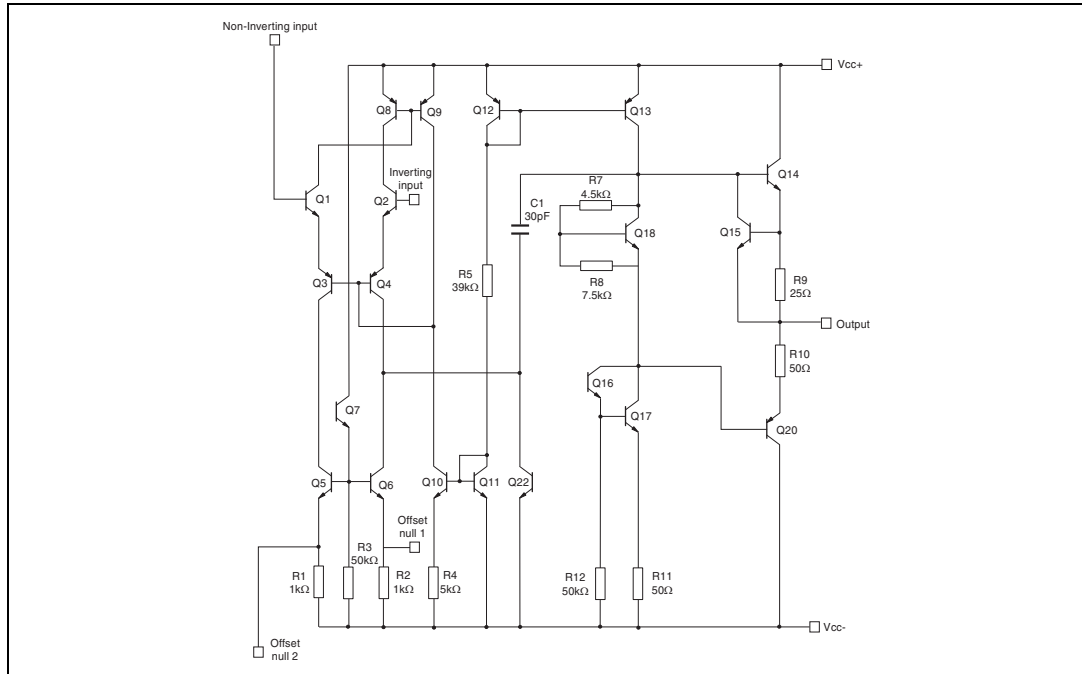 Non-Inverting input
Vcc+
Q8
Q9
Q12
Q13
Q14
Inverting
input
Q1
Q2
C1
30pF
R7
4.5kΩ
Q18
Q15
R8
7.5kΩ
R5
39kΩ
Q3
Q4
R9
25Ω
Output
R10
50Ω
Q16
Q17
Q20
Q7
Q5
Q6
Q10
Q11
Q22
Offset
null 1
R3
50kΩ
R1
1kΩ
R2
1kΩ
R4
5kΩ
R12
50kΩ
R11
50Ω
Vcc-
Offset
null 2